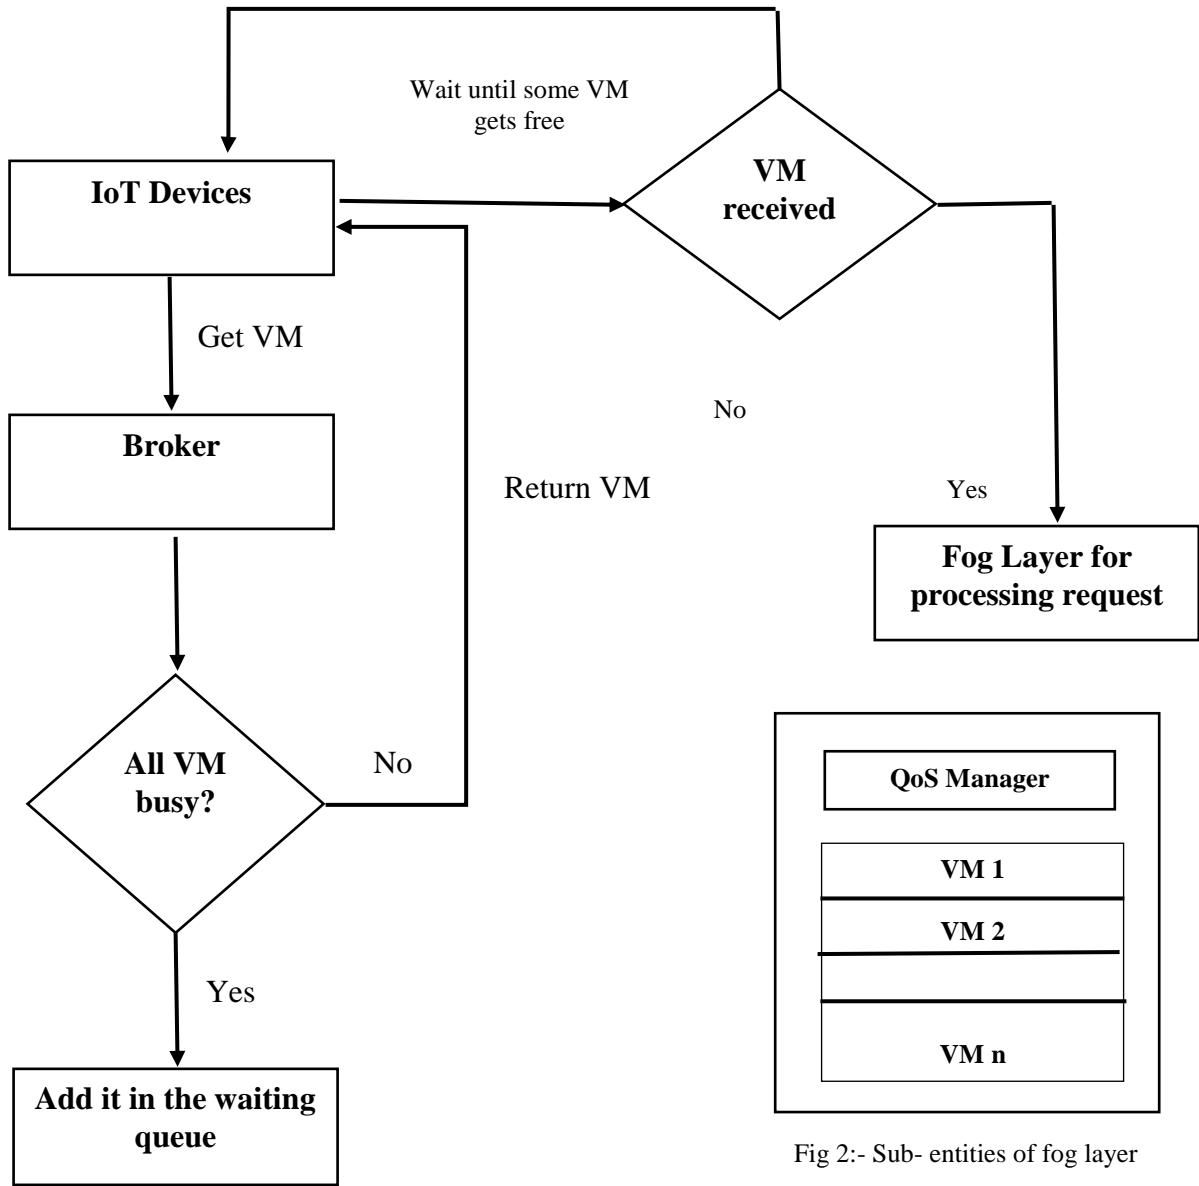 Wait until some VM
gets free
IoT Devices
VM
received
Get VM
No
Broker
Return VM
Yes
Fog Layer for
processing request
All VM
busy?
No
QoS Manager
VM 1
VM 2
VM n
Yes
Add it in the waiting
queue
Fig 2:- Sub- entities of fog layer